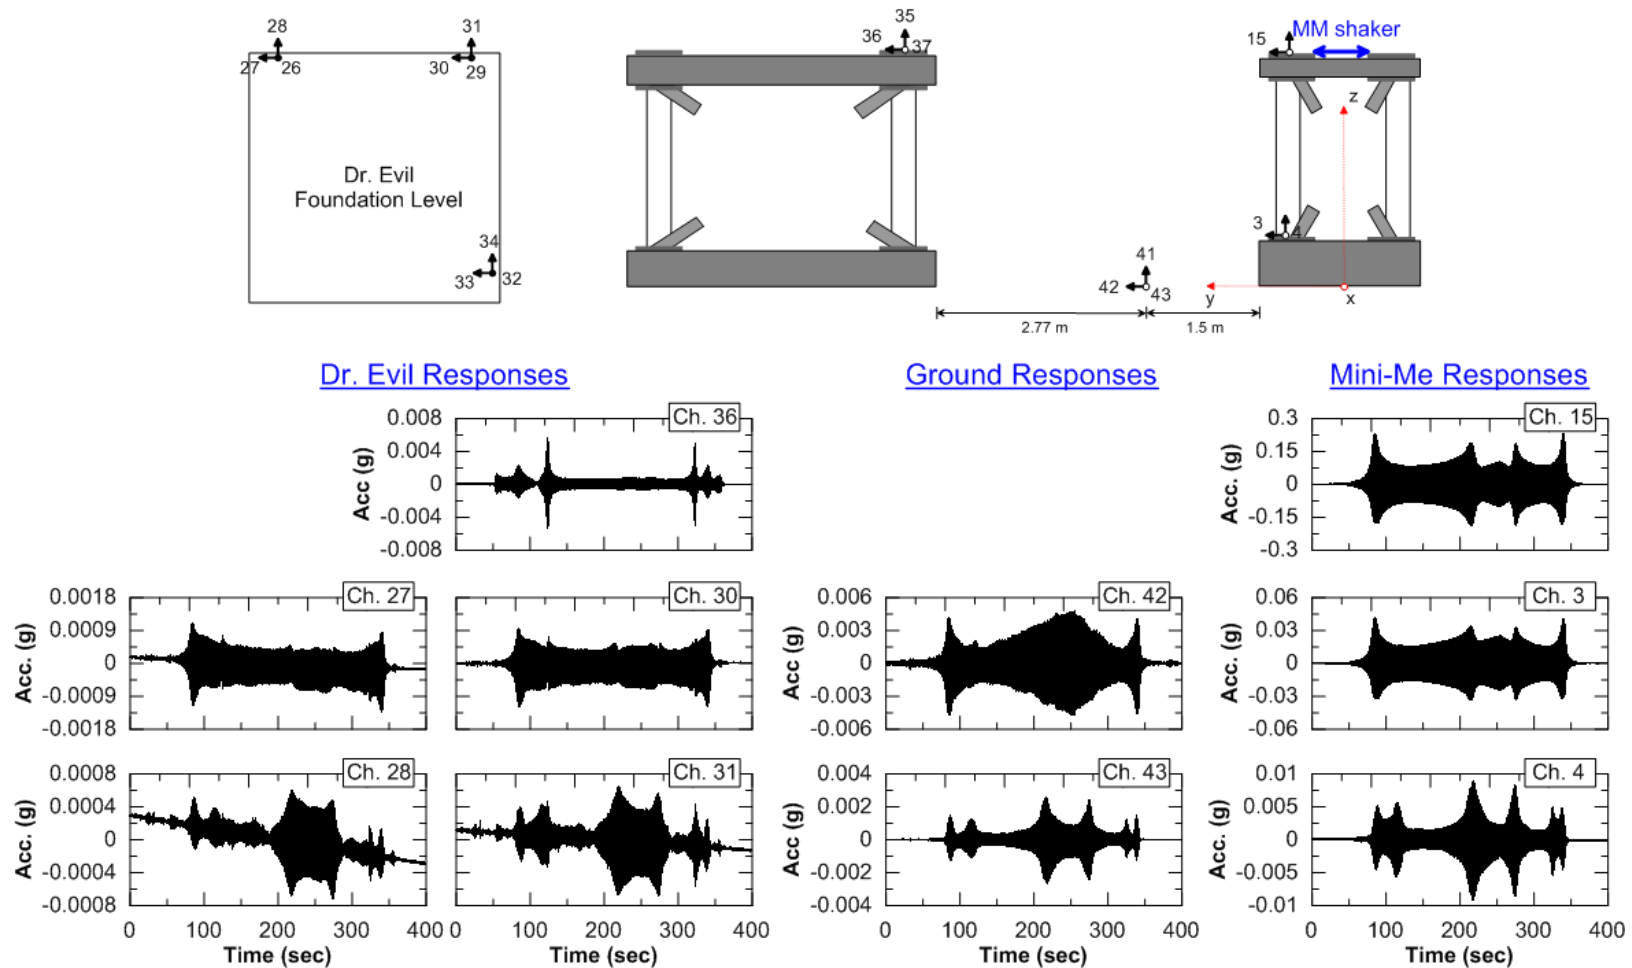 28
31
27
26
30
29
Dr. Evil
Foundation Level
34
33
32
35
36
37
MM shaker
15
z
3
4
41
42
43
y
x
2.77 m
1.5 m
Dr. Evil Responses
Ground Responses
Mini-Me Responses
Ch. 36
0.008
0.004
0
-0.004
-0.008
Acc (g)
Ch. 15
0.3
0.15
0
-0.15
-0.3
Acc. (g)
Ch. 27
0.0018
0.0009
0
-0.0009
-0.0018
Acc. (g)
Ch. 30
Ch. 42
0.006
0.003
0
-0.003
-0.006
Acc. (g)
Ch. 3
0.06
0.03
0
-0.03
-0.06
Acc. (g)
Ch. 28
0.0008
0.0004
0
-0.0004
-0.0008
Acc. (g)
0 100 200 300 400
Time (sec)
Ch. 31
0 100 200 300 400
Time (sec)
Ch. 43
0.004
0.002
0
-0.002
-0.004
Acc (g)
0 100 200 300 400
Time (sec)
Ch. 4
0.01
0.005
0
-0.005
-0.01
Acc. (g)
0 100 200 300 400
Time (sec)